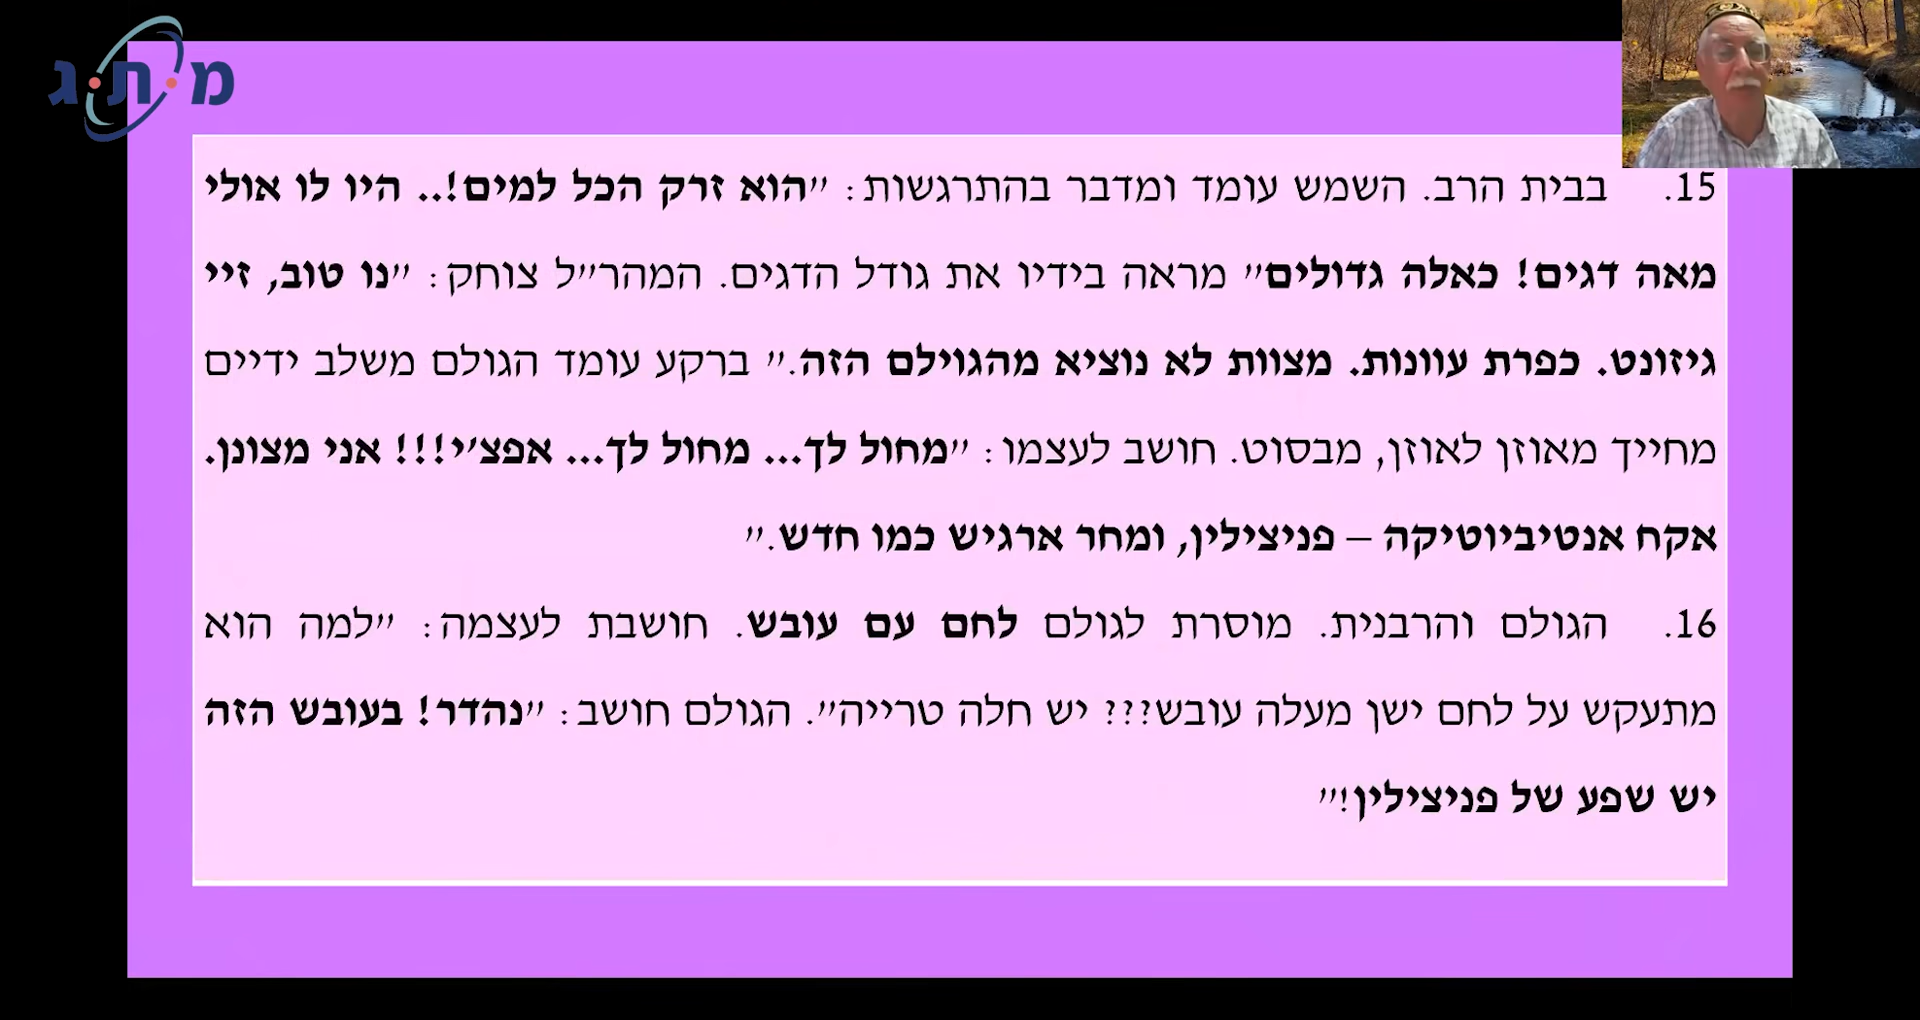 מ.ת.ג
15. בבית הרב. השמש עומד ומדבר בהתרגשות: "הוא זרק הכל למים!.. היו לו אולי
מאה דגים! כאלה גדולים" מראה בידיו את גודל הדגים. המהר"ל צוחק: "נו טוב, זיי
גיזונט. כפרת עוונות. מצוות לא נוציא מהגוילם הזה." ברקע עומד הגולם משלב ידיים
מחייך מאוזן לאוזן, מבסוט. חושב לעצמו: "מחול לך... מחול לך... אפצ'י!!! אני מצונן.
אקח אנטיביוטיקה – פניצילין, ומחר ארגיש כמו חדש."
16. הגולם והרבנית. מוסרת לגולם לחם עם עובש. חושבת לעצמה: "למה הוא
מתעקש על לחם ישן מעלה עובש??? יש חלה טרייה". הגולם חושב: "נהדר! בעובש הזה
יש שפע של פניצילין!"